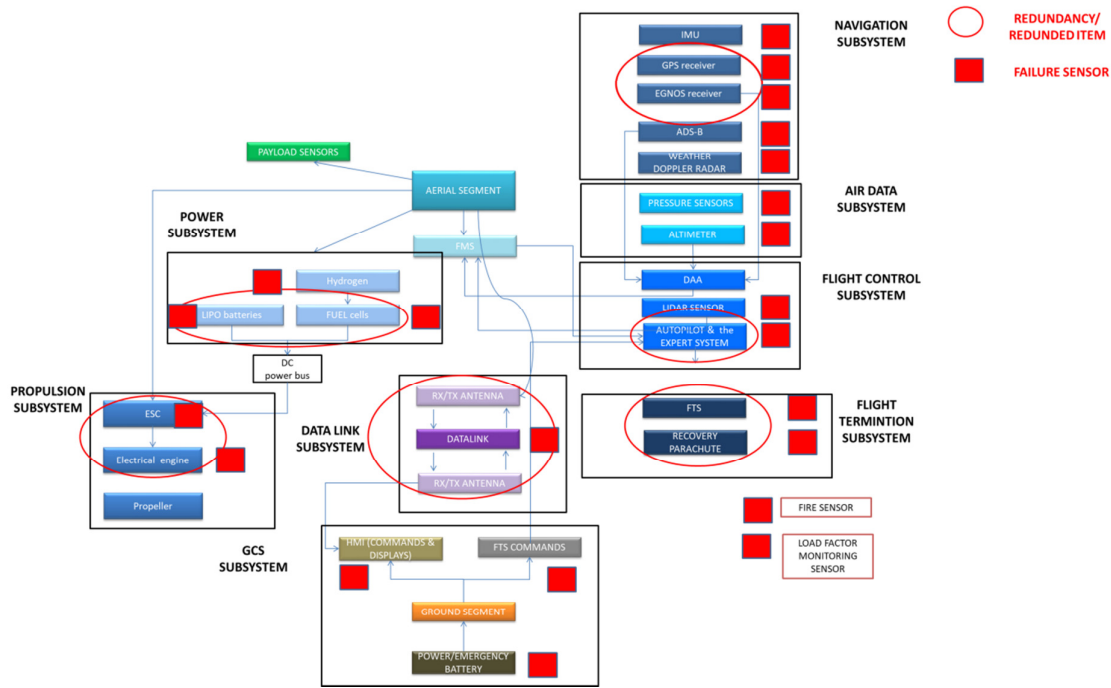 NAVIGATION
SUBSYSTEM
IMU
GPS receiver
EGNOS receiver
ADS-B
WEATHER
DOPPLER RADAR
REDUNDANCY/
REDUNDED ITEM
FAILURE SENSOR
PAYLOAD SENSORS
AERIAL SEGMENT
FMS
AIR DATA
SUBSYSTEM
PRESSURE SENSORS
ALTIMETER
POWER
SUBSYSTEM
Hydrogen
LIPO batteries
FUEL cells
DC
power bus
FLIGHT CONTROL
SUBSYSTEM
DAA
LIDAR SENSOR
AUTOPILOT & the
EXPERT SYSTEM
PROPULSION
SUBSYSTEM
ESC
Electrical engine
Propeller
DATA LINK
SUBSYSTEM
RX/TX ANTENNA
DATALINK
RX/TX ANTENNA
FLIGHT
TERMINTION
SUBSYSTEM
FTS
RECOVERY
PARACHUTE
FIRE SENSOR
LOAD FACTOR
MONITORING
SENSOR
GCS
SUBSYSTEM
HMI (COMMANDS &
DISPLAYS)
FTS COMMANDS
GROUND SEGMENT
POWER/EMERGENCY
BATTERY